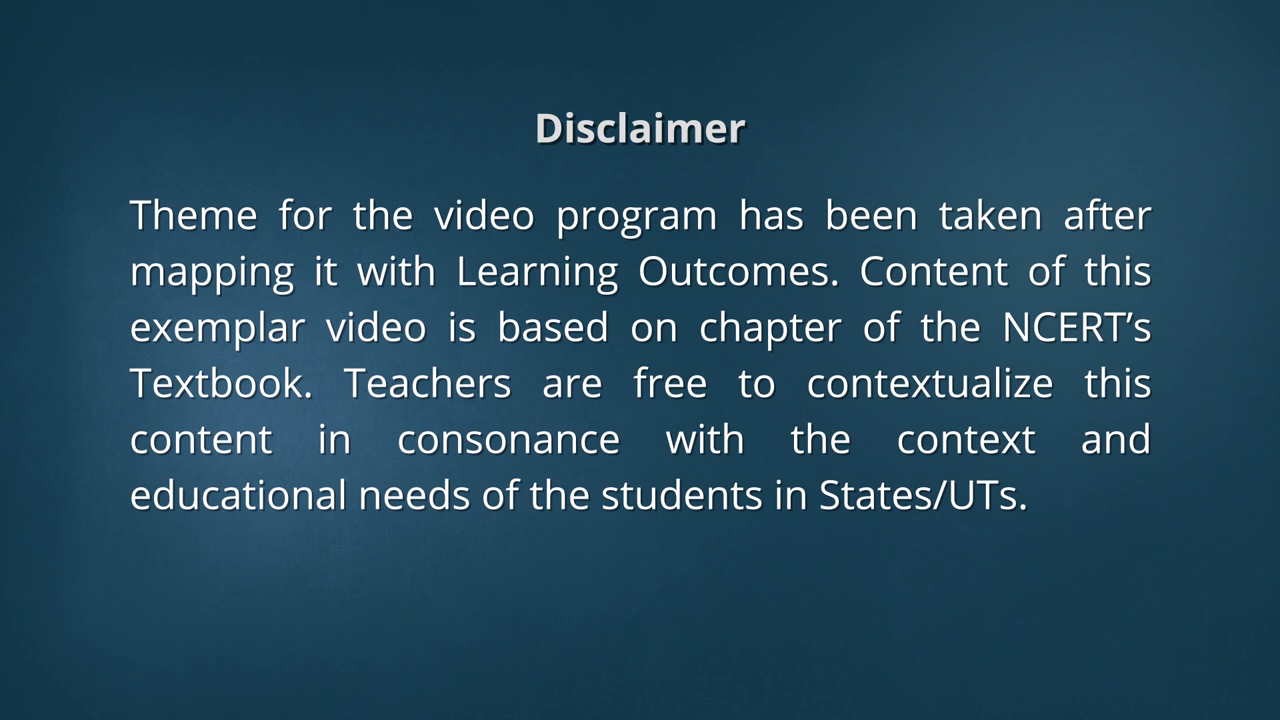 Disclaimer
Theme for the video program has been taken after
mapping it with Learning Outcomes. Content of this
exemplar video is based on chapter of the NCERT’s
Textbook. Teachers are free to contextualize this
content in consonance with the context and
educational needs of the students in States/UTs.